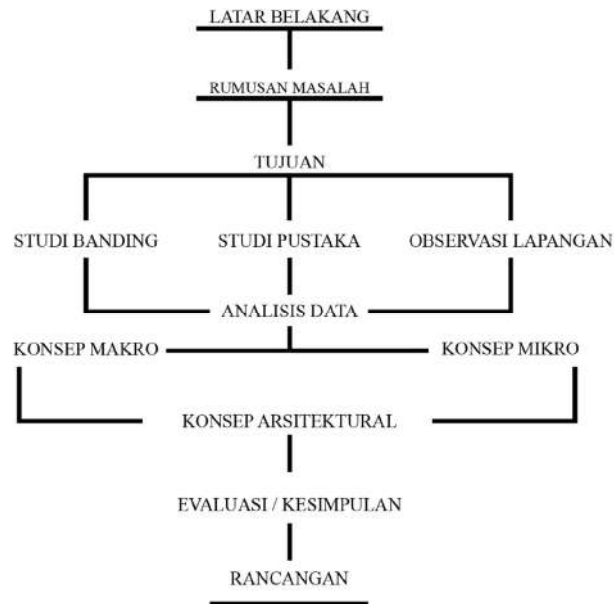 LATAR BELAKANG
RUMUSAN MASALAH
TUJUAN
STUDI BANDING
STUDI PUSTAKA
OBSERVASI LAPANGAN
ANALISIS DATA
KONSEP MAKRO
KONSEP MIKRO
KONSEP ARSITEKTURAL
EVALUASI / KESIMPULAN
RANCANGAN